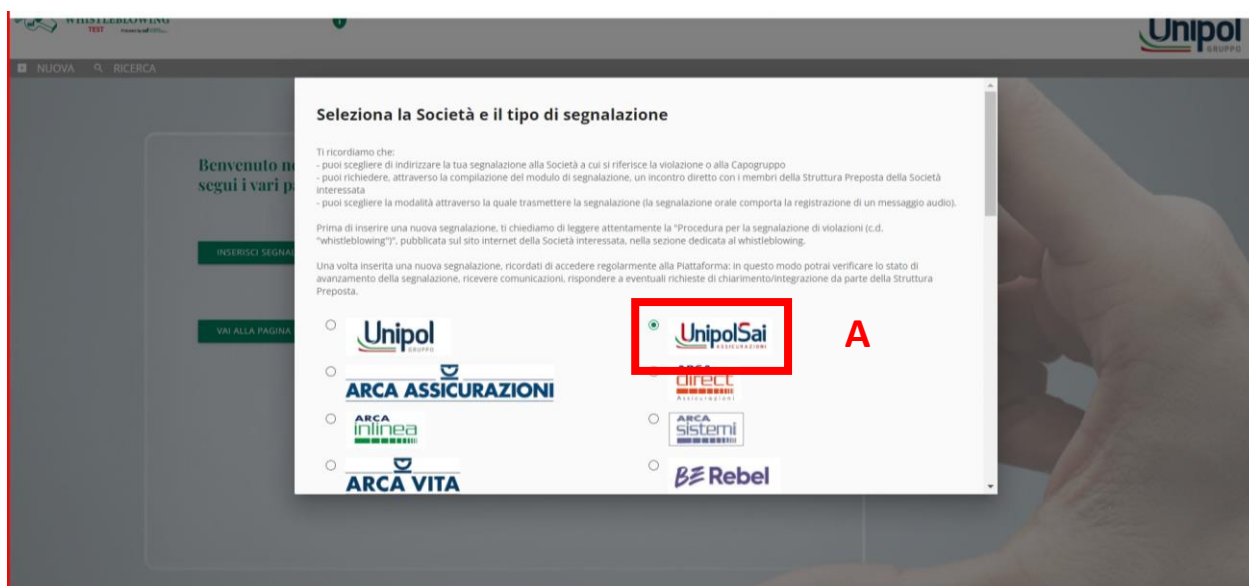 WHISTLEBLOWING
TEST
Unipol
GRUPPO
NUOVA RICERCA
Benvenuto ne
segui i vari pa
INSERISCI SEGNAL
VAI ALLA PAGINA
Seleziona la Società e il tipo di segnalazione
Ti ricordiamo che:
- puoi scegliere di indirizzare la tua segnalazione alla Società a cui si riferisce la violazione o alla Capogruppo
- puoi richiedere, attraverso la compilazione del modulo di segnalazione, un incontro diretto con i membri della Struttura Preposta della Società
interessata
- puoi scegliere la modalità attraverso la quale trasmettere la segnalazione (la segnalazione orale comporta la registrazione di un messaggio audio).
Prima di inserire una nuova segnalazione, ti chiediamo di leggere attentamente la "Procedura per la segnalazione di violazioni (c.d.
"whistleblowing")", pubblicata sul sito internet della Società interessata, nella sezione dedicata al whistleblowing.
Una volta inserita una nuova segnalazione, ricordati di accedere regolarmente alla Piattaforma: in questo modo potrai verificare lo stato di
avanzamento della segnalazione, ricevere comunicazioni, rispondere a eventuali richieste di chiarimento/integrazione da parte della Struttura
Preposta.
Unipol
GRUPPO
UnipolSai
ASSICURAZIONI
A
ARCA ASSICURAZIONI
ARCA
direct
Assicurazioni
ARCA
inlinea
ARCA
sistemi
ARCA VITA
BE Rebel